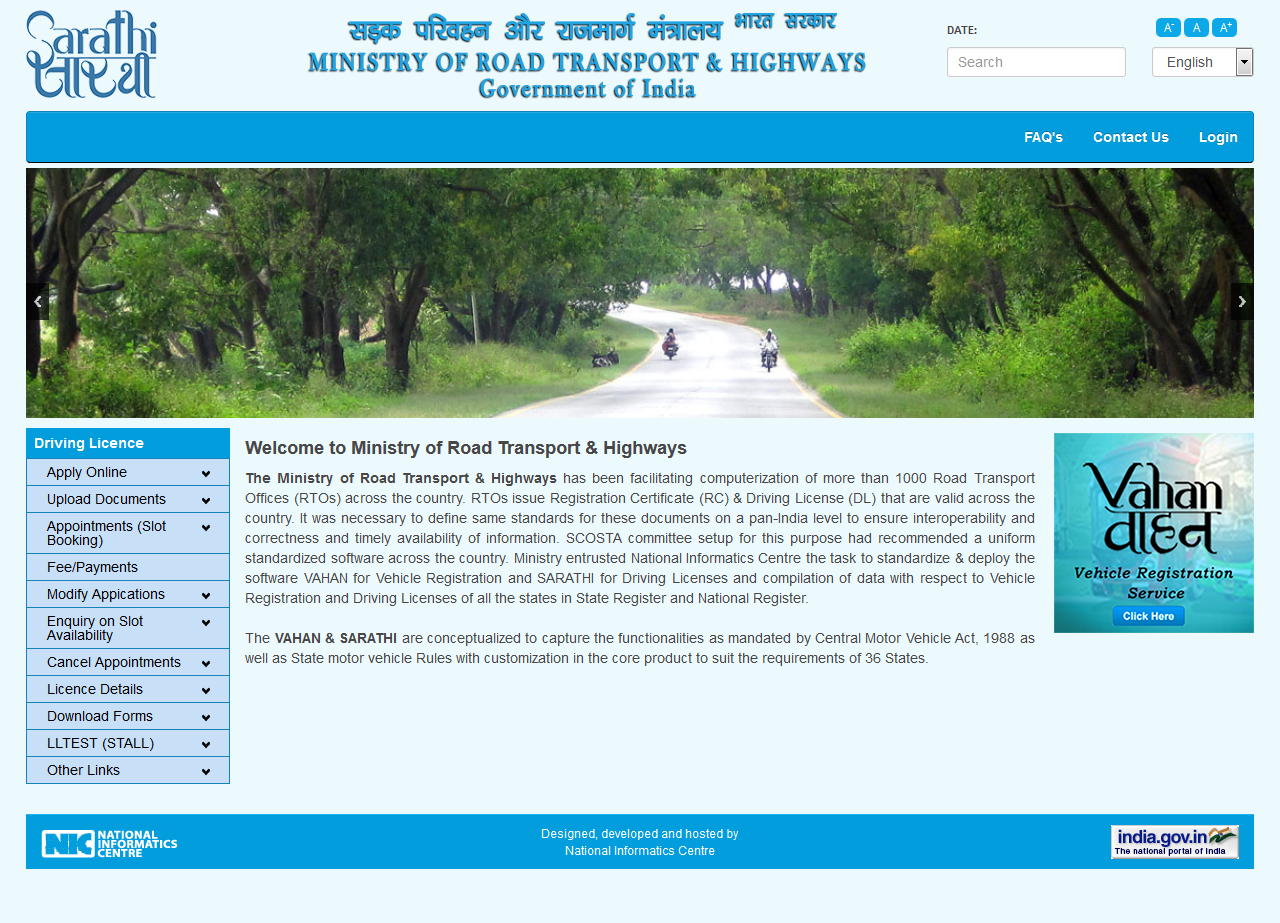 Sarathi
सारथी
सड़क परिवहन और राजमार्ग मंत्रालय भारत सरकार
MINISTRY OF ROAD TRANSPORT & HIGHWAYS
Government of India
DATE:
A- A A+
Search
English
FAQ's Contact Us Login
Driving Licence
Apply Online
Upload Documents
Appointments (Slot
Booking)
Fee/Payments
Modify Appications
Enquiry on Slot
Availability
Cancel Appointments
Licence Details
Download Forms
LLTEST (STALL)
Other Links
Welcome to Ministry of Road Transport & Highways
The Ministry of Road Transport & Highways has been facilitating computerization of more than 1000 Road Transport
Offices (RTOs) across the country. RTOs issue Registration Certificate (RC) & Driving License (DL) that are valid across the
country. It was necessary to define same standards for these documents on a pan-India level to ensure interoperability and
correctness and timely availability of information. SCOSTA committee setup for this purpose had recommended a uniform
standardized software across the country. Ministry entrusted National Informatics Centre the task to standardize & deploy the
software VAHAN for Vehicle Registration and SARATHI for Driving Licenses and compilation of data with respect to Vehicle
Registration and Driving Licenses of all the states in State Register and National Register.
The VAHAN & SARATHI are conceptualized to capture the functionalities as mandated by Central Motor Vehicle Act, 1988 as
well as State motor vehicle Rules with customization in the core product to suit the requirements of 36 States.
Vahan
वाहन
Vehicle Registration
Service
Click Here
NIC NATIONAL
INFORMATICS
CENTRE
Designed, developed and hosted by
National Informatics Centre
india.gov.in
The national portal of India